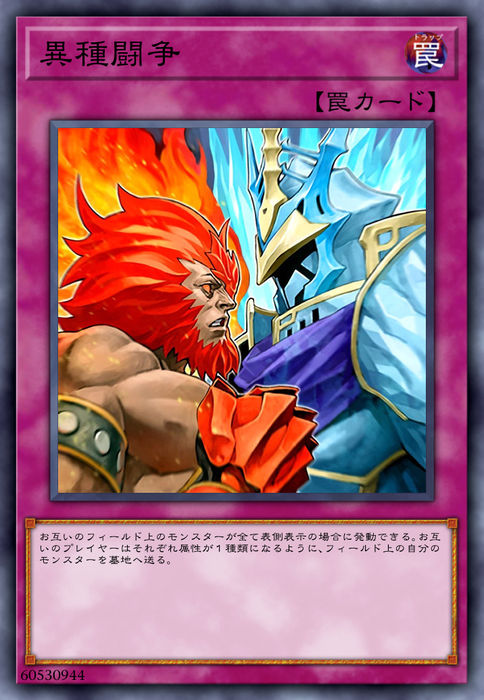 異種闘争
トラップ
罠
【罠カード】
お互いのフィールド上のモンスターが全て表側表示の場合に発動できる。お互
いのプレイヤーはそれぞれ属性が1種類になるように、フィールド上の自分の
モンスターを墓地へ送る。
60530944